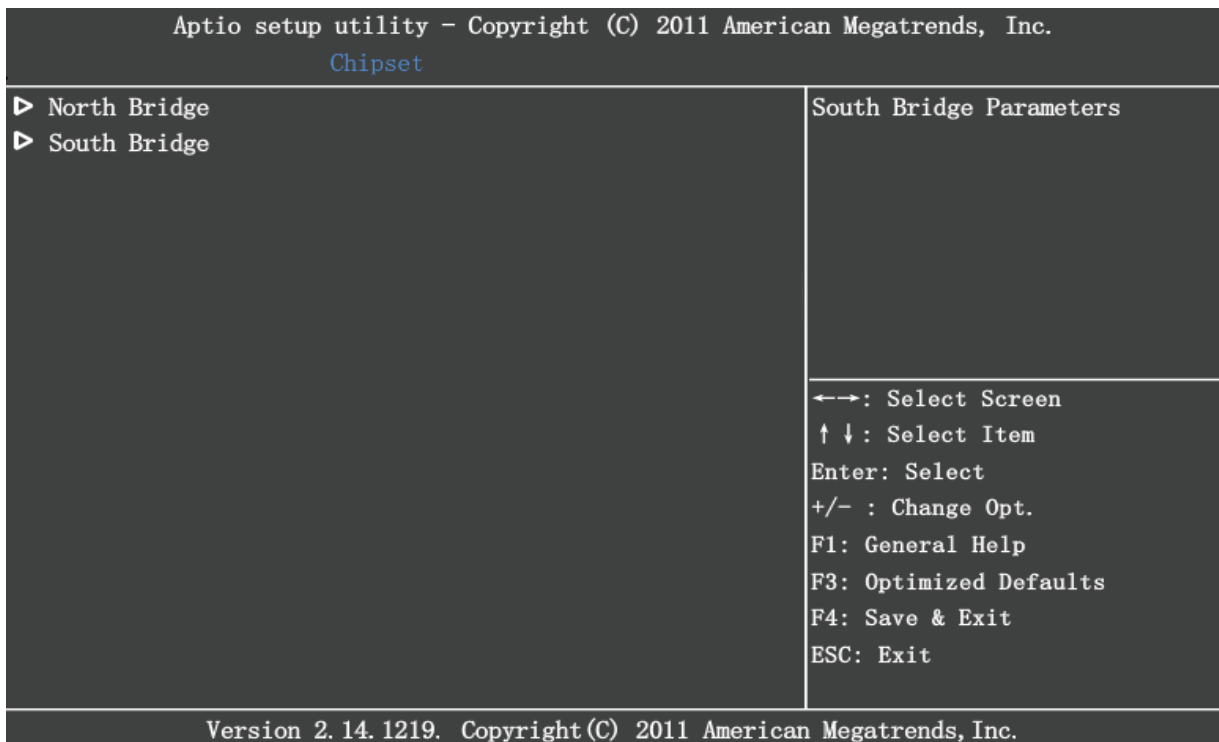 Aptio setup utility - Copyright (C) 2011 American Megatrends, Inc.
Chipset
North Bridge
South Bridge
South Bridge Parameters
←→: Select Screen
↑↓: Select Item
Enter: Select
+/- : Change Opt.
F1: General Help
F3: Optimized Defaults
F4: Save & Exit
ESC: Exit
Version 2.14.1219. Copyright(C) 2011 American Megatrends,Inc.